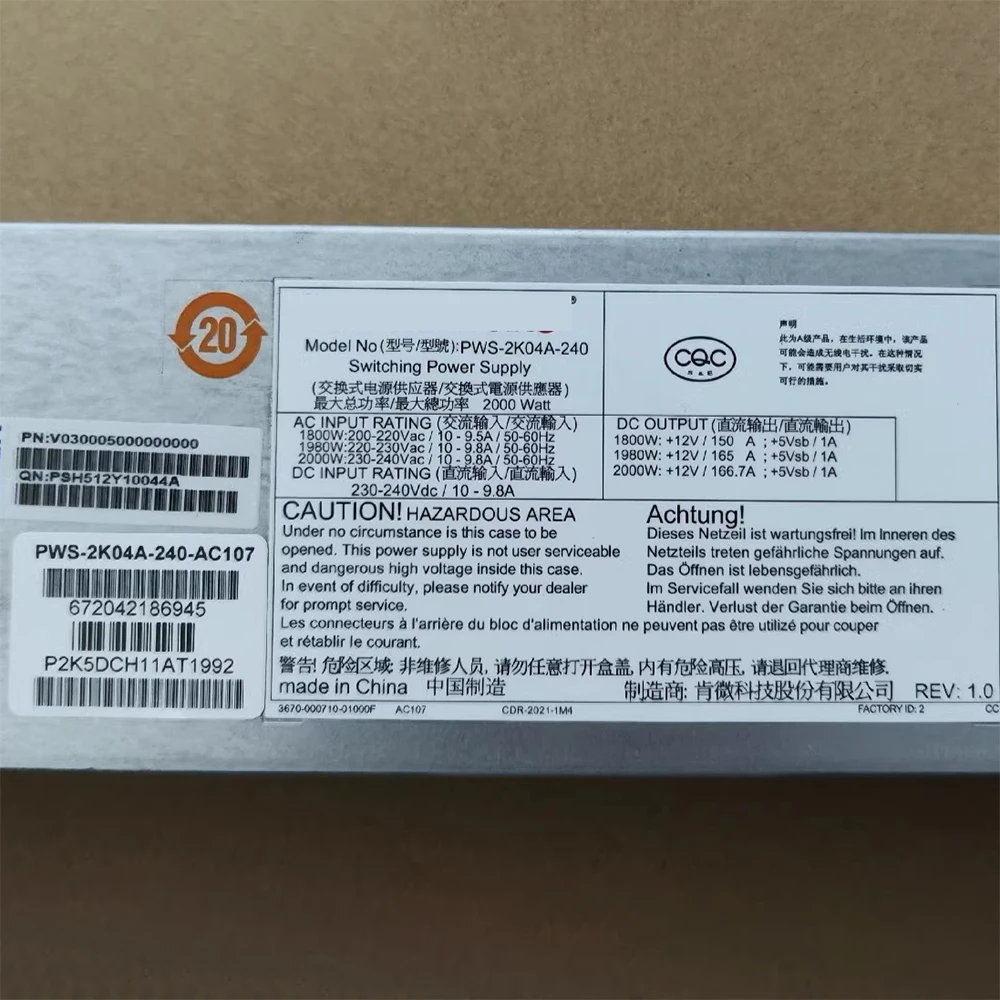 20
Model No (型号/型號):PWS-2K04A-240
Switching Power Supply
(交换式电源供应器/交換式電源供應器)
最大总功率/最大總功率 2000 Watt
CQC
声明
此为A级产品, 在生活环境中, 该产品
可能会造成无线电干扰. 在这种情况
下, 可能需要用户对其干扰采取切实
可行的措施.
AC INPUT RATING (交流输入/交流輸入)
1800W:200-220Vac / 10 - 9.5A / 50-60Hz
1980W:220-230Vac / 10 - 9.8A / 50-60Hz
2000W:230-240Vac / 10 - 9.8A / 50-60Hz
DC INPUT RATING (直流输入/直流輸入)
230-240Vdc / 10 - 9.8A
DC OUTPUT (直流输出/直流輸出)
1800W: +12V / 150 A ; +5Vsb / 1A
1980W: +12V / 165 A ; +5Vsb / 1A
2000W: +12V / 166.7A ; +5Vsb / 1A
CAUTION! HAZARDOUS AREA
Under no circumstance is this case to be
opened. This power supply is not user serviceable
and dangerous high voltage inside this case.
In event of difficulty, please notify your dealer
for prompt service.
Achtung!
Dieses Netzeil ist wartungsfrei! Im Inneren des
Netzteils treten gefährliche Spannungen auf.
Das Öffnen ist lebensgefährlich.
Im Servicefall wenden Sie sich bitte an ihren
Händler. Verlust der Garantie beim Öffnen.
Les connecteurs à l'arrière du bloc d'alimentation ne peuvent pas être utilizé pour couper
et rétablir le courant.
警告! 危险区域: 非维修人员, 请勿任意打开盒盖, 内有危险高压, 请退回代理商维修.
made in China 中国制造
制造商: 肯微科技股份有限公司 REV: 1.0
3670-000710-01000F AC107 CDR-2021-1M4 FACTORY ID: 2 CC
PN:V030005000000000
QN:PSH512Y10044A
PWS-2K04A-240-AC107
672042186945
P2K5DCH11AT1992